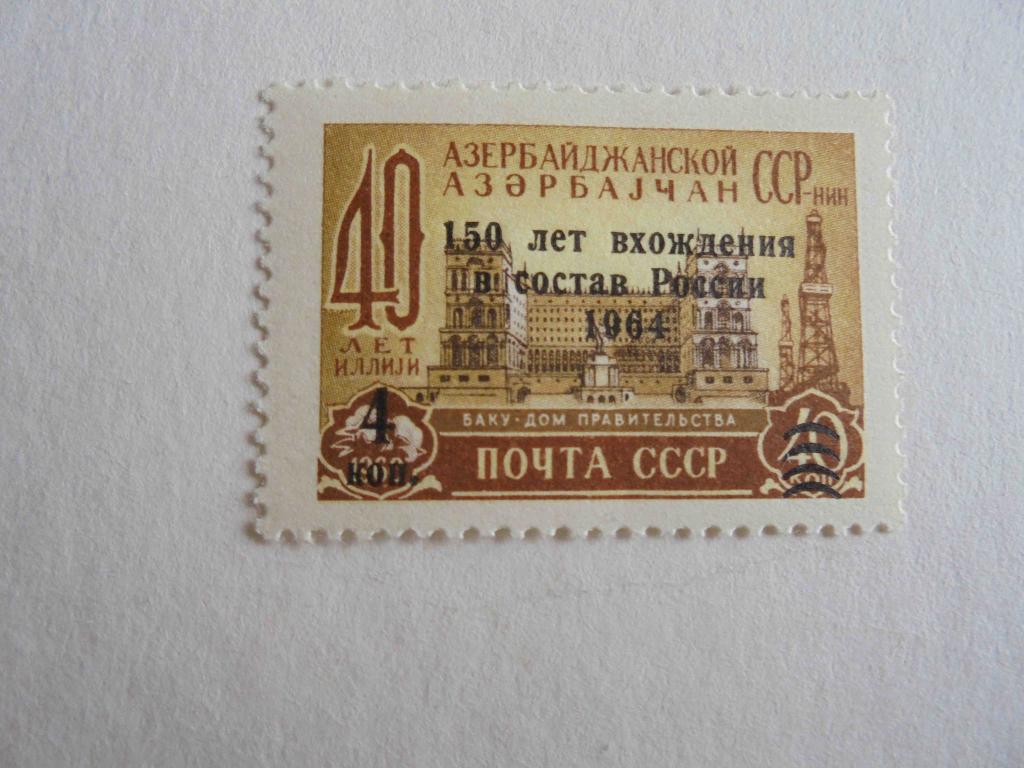 40
АЗЕРБАЙДЖАНСКОЙ ССР-НИН
АЗӘРБАЈЧАН
150 лет вхождения
в состав России
1964
ЛЕТ
ИЛЛИЈИ
4
коп.
БАКУ·ДОМ ПРАВИТЕЛЬСТВА
ПОЧТА СССР
40